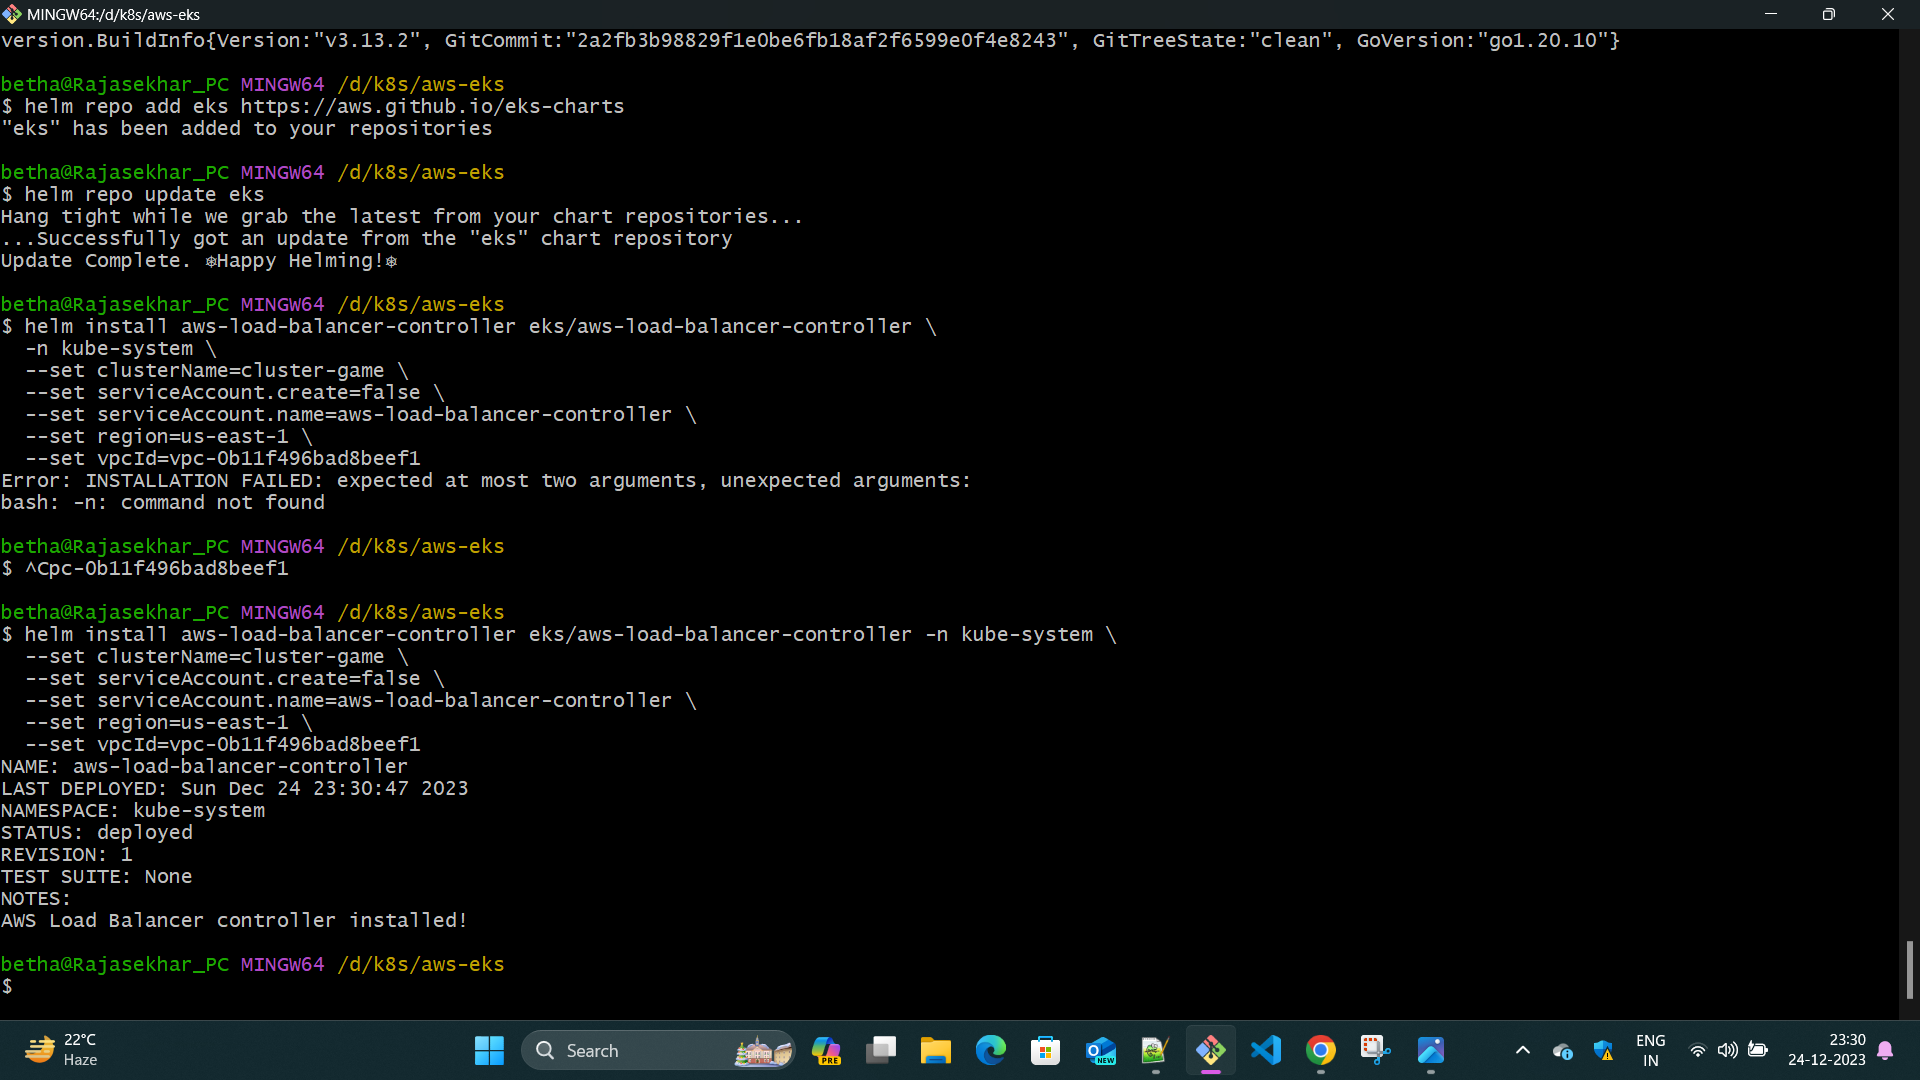 MINGW64:/d/k8s/aws-eks
version.BuildInfo{Version:"v3.13.2", GitCommit:"2a2fb3b98829f1e0be6fb18af2f6599e0f4e8243", GitTreeState:"clean", GoVersion:"go1.20.10"}
betha@Rajasekhar_PC MINGW64 /d/k8s/aws-eks
$ helm repo add eks https://aws.github.io/eks-charts
"eks" has been added to your repositories
betha@Rajasekhar_PC MINGW64 /d/k8s/aws-eks
$ helm repo update eks
Hang tight while we grab the latest from your chart repositories...
...Successfully got an update from the "eks" chart repository
Update Complete. ⎈Happy Helming!⎈
betha@Rajasekhar_PC MINGW64 /d/k8s/aws-eks
$ helm install aws-load-balancer-controller eks/aws-load-balancer-controller \
  -n kube-system \
  --set clusterName=cluster-game \
  --set serviceAccount.create=false \
  --set serviceAccount.name=aws-load-balancer-controller \
  --set region=us-east-1 \
  --set vpcId=vpc-0b11f496bad8beef1
Error: INSTALLATION FAILED: expected at most two arguments, unexpected arguments:
bash: -n: command not found
betha@Rajasekhar_PC MINGW64 /d/k8s/aws-eks
$ ^Cpc-0b11f496bad8beef1
betha@Rajasekhar_PC MINGW64 /d/k8s/aws-eks
$ helm install aws-load-balancer-controller eks/aws-load-balancer-controller -n kube-system \
  --set clusterName=cluster-game \
  --set serviceAccount.create=false \
  --set serviceAccount.name=aws-load-balancer-controller \
  --set region=us-east-1 \
  --set vpcId=vpc-0b11f496bad8beef1
NAME: aws-load-balancer-controller
LAST DEPLOYED: Sun Dec 24 23:30:47 2023
NAMESPACE: kube-system
STATUS: deployed
REVISION: 1
TEST SUITE: None
NOTES:
AWS Load Balancer controller installed!
betha@Rajasekhar_PC MINGW64 /d/k8s/aws-eks
$
22°C
Haze
Search
PRE
NEW
ENG
IN
23:30
24-12-2023